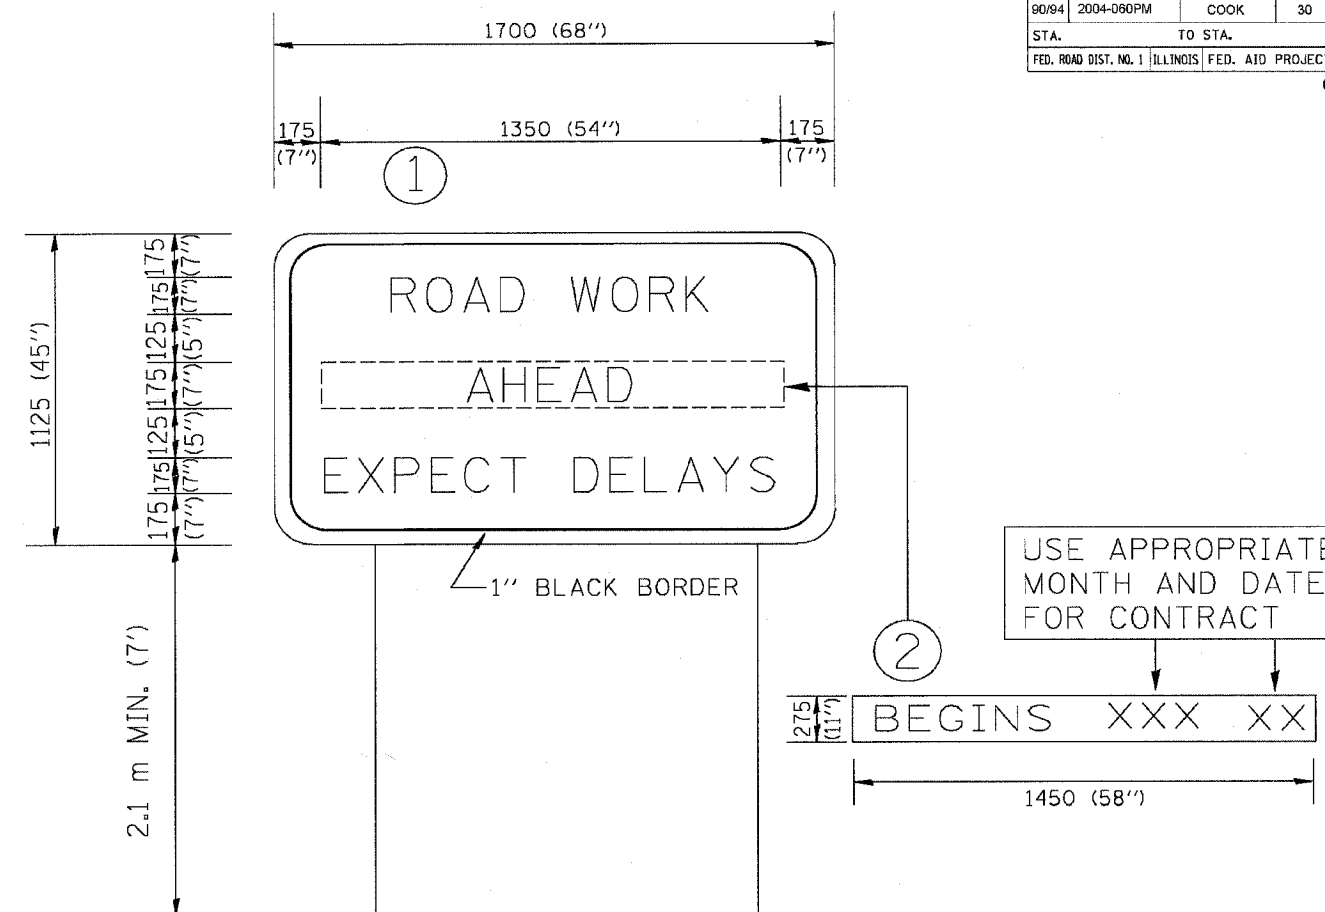 90/94 2004-060PM COOK 30
STA. TO STA.
FED. ROAD DIST. NO. 1 ILLINOIS FED. AID PROJECT
1700 (68'')
175 (7'')
1350 (54'')
175 (7'')
1
1125 (45'')
175 (7'')
175 (7'')
125 (5'')
175 (7'')
125 (5'')
175 (7'')
175 (7'')
ROAD WORK
AHEAD
EXPECT DELAYS
1'' BLACK BORDER
2.1 m MIN. (7')
2
USE APPROPRIATE
MONTH AND DATE
FOR CONTRACT
275 (11'')
BEGINS XXX XX
1450 (58'')